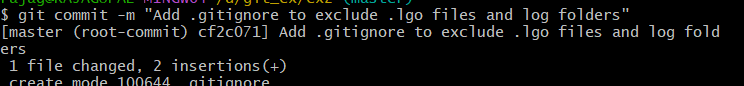 $ git commit -m "Add .gitignore to exclude .lgo files and log folders"
[master (root-commit) cf2c071] Add .gitignore to exclude .lgo files and log fold
ers
 1 file changed, 2 insertions(+)
 create mode 100644 .gitignore